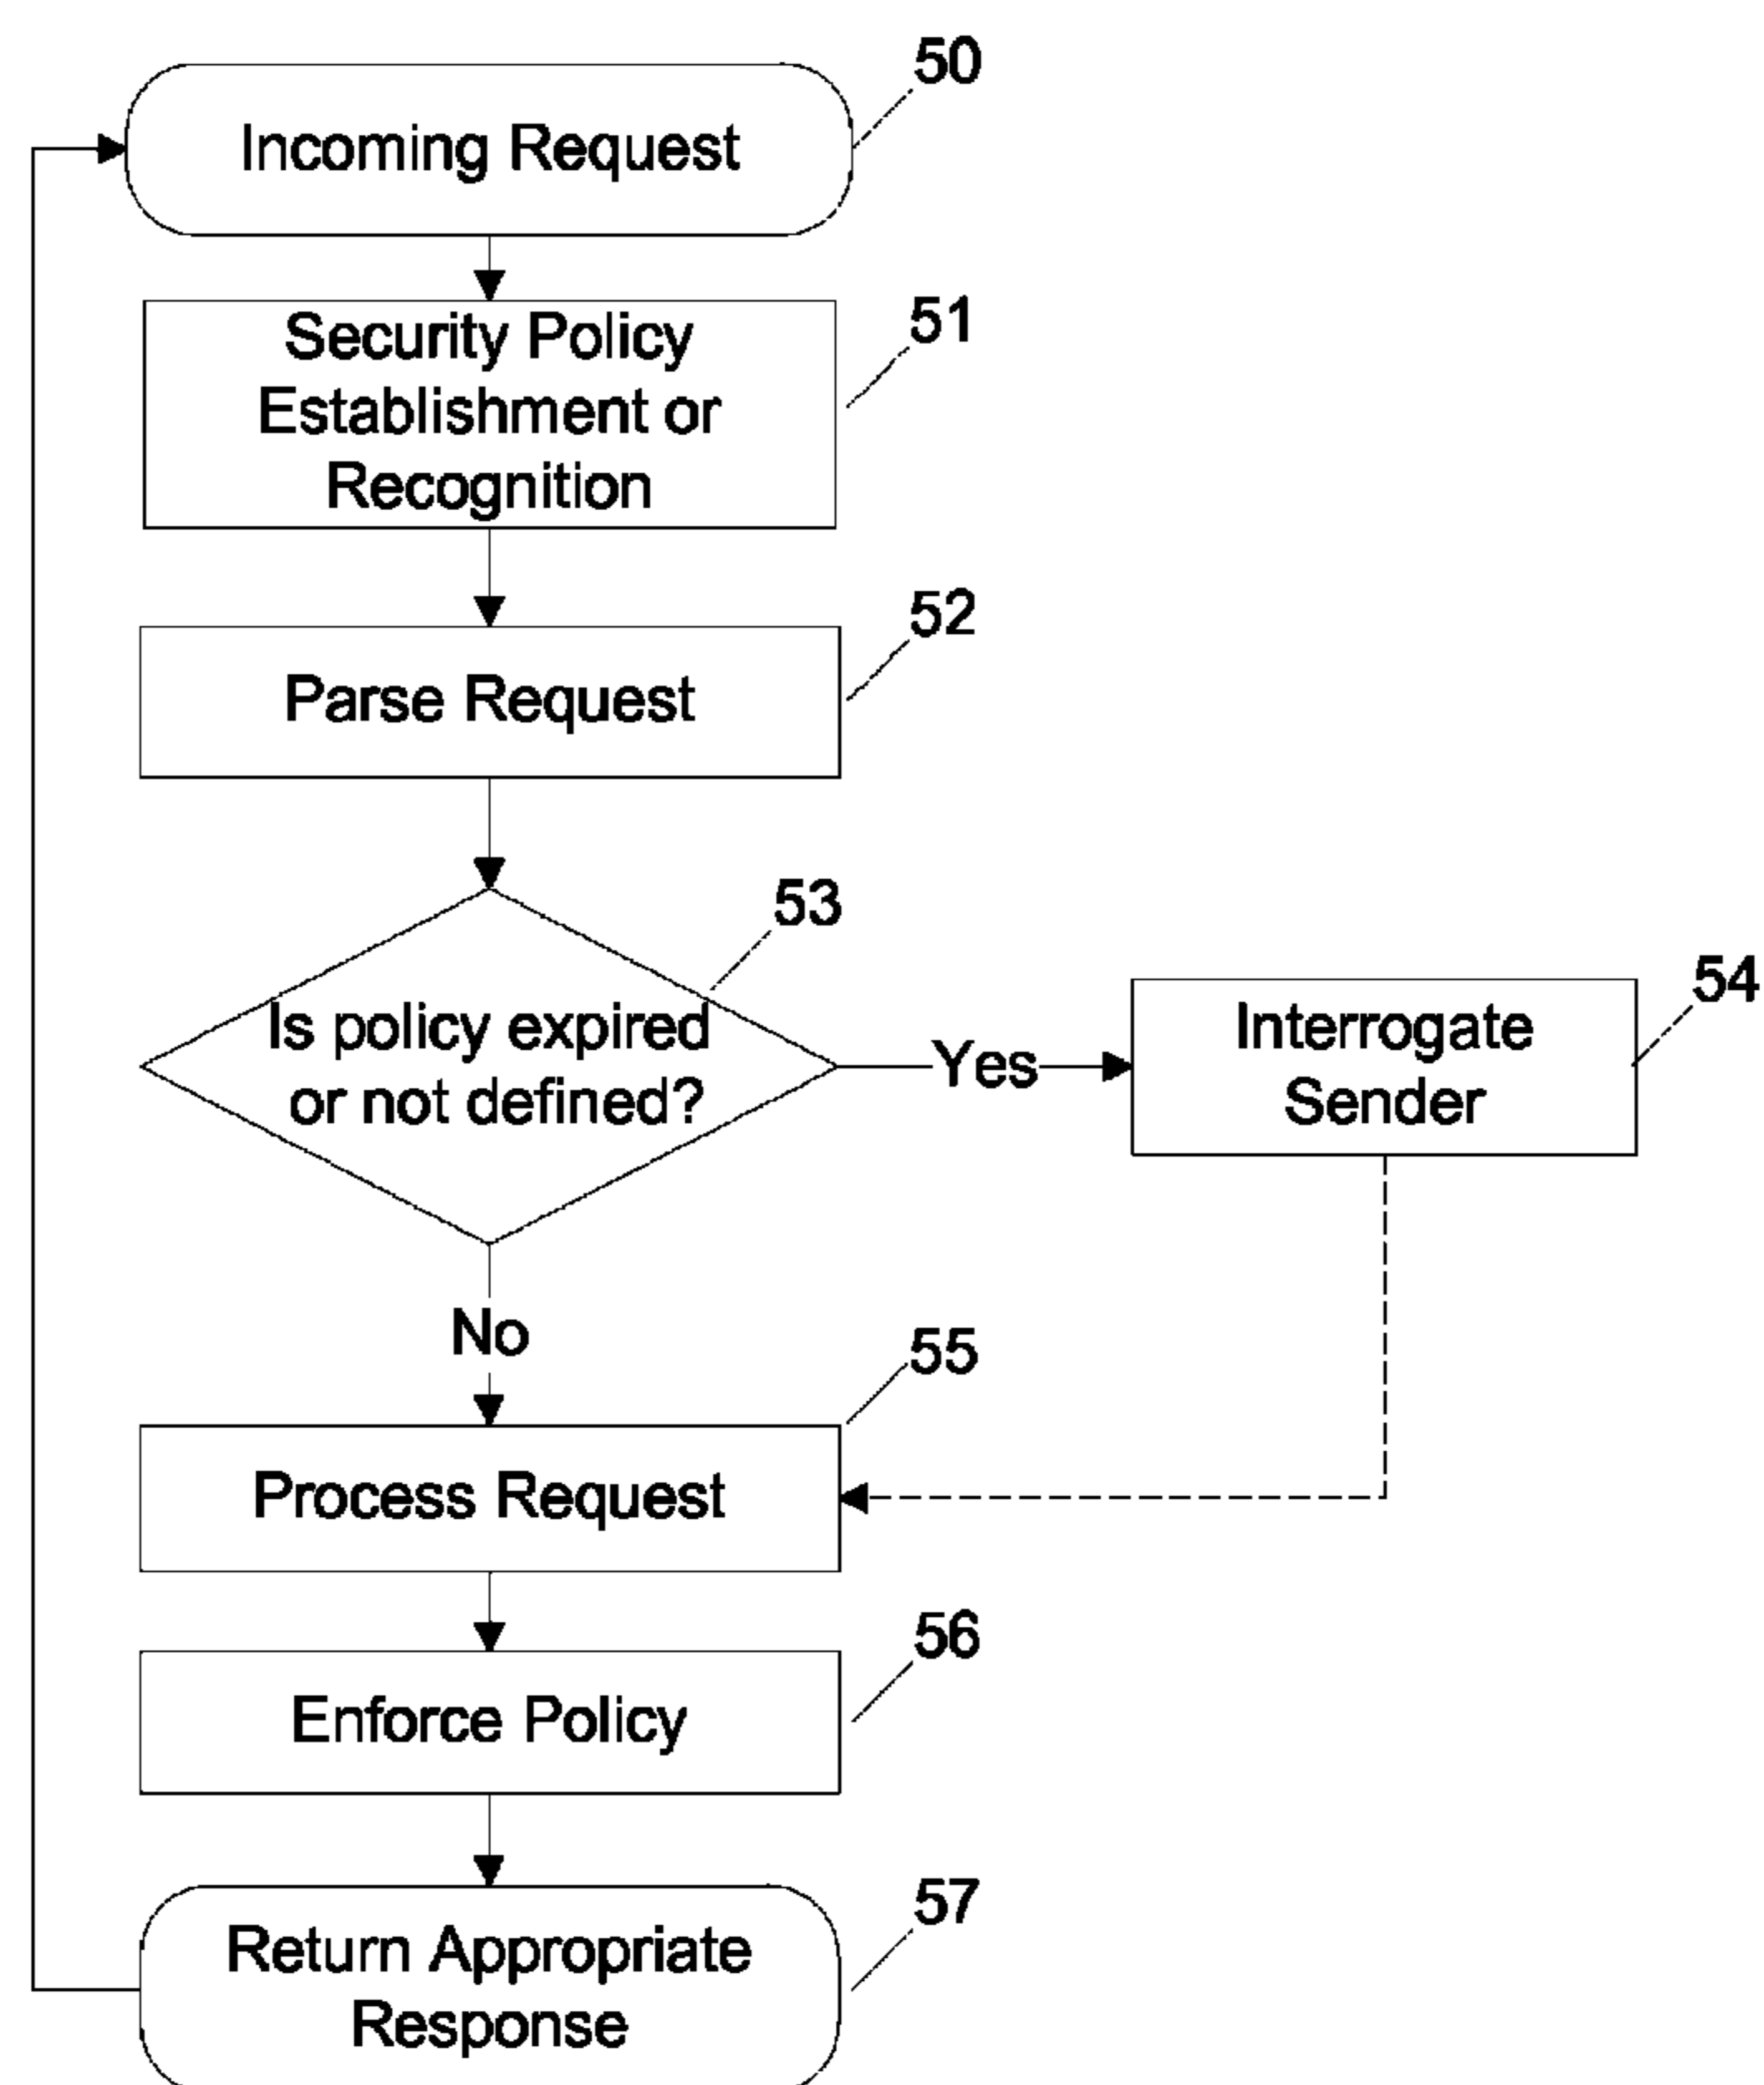 50
Incoming Request
51
Security Policy
Establishment or
Recognition
52
Parse Request
53
Is policy expired
or not defined?
Yes
54
Interrogate
Sender
No
55
Process Request
56
Enforce Policy
57
Return Appropriate
Response